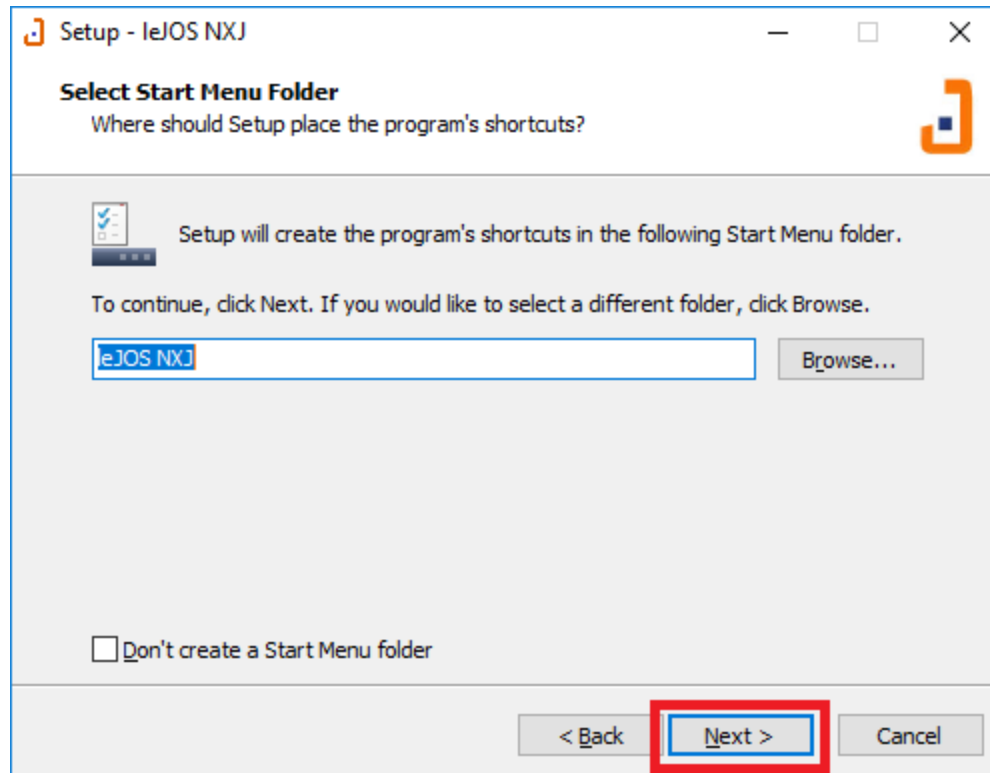 Setup - leJOS NXJ
Select Start Menu Folder
Where should Setup place the program's shortcuts?
Setup will create the program's shortcuts in the following Start Menu folder.
To continue, click Next. If you would like to select a different folder, click Browse.
leJOS NXJ
Browse...
Don't create a Start Menu folder
< Back
Next >
Cancel